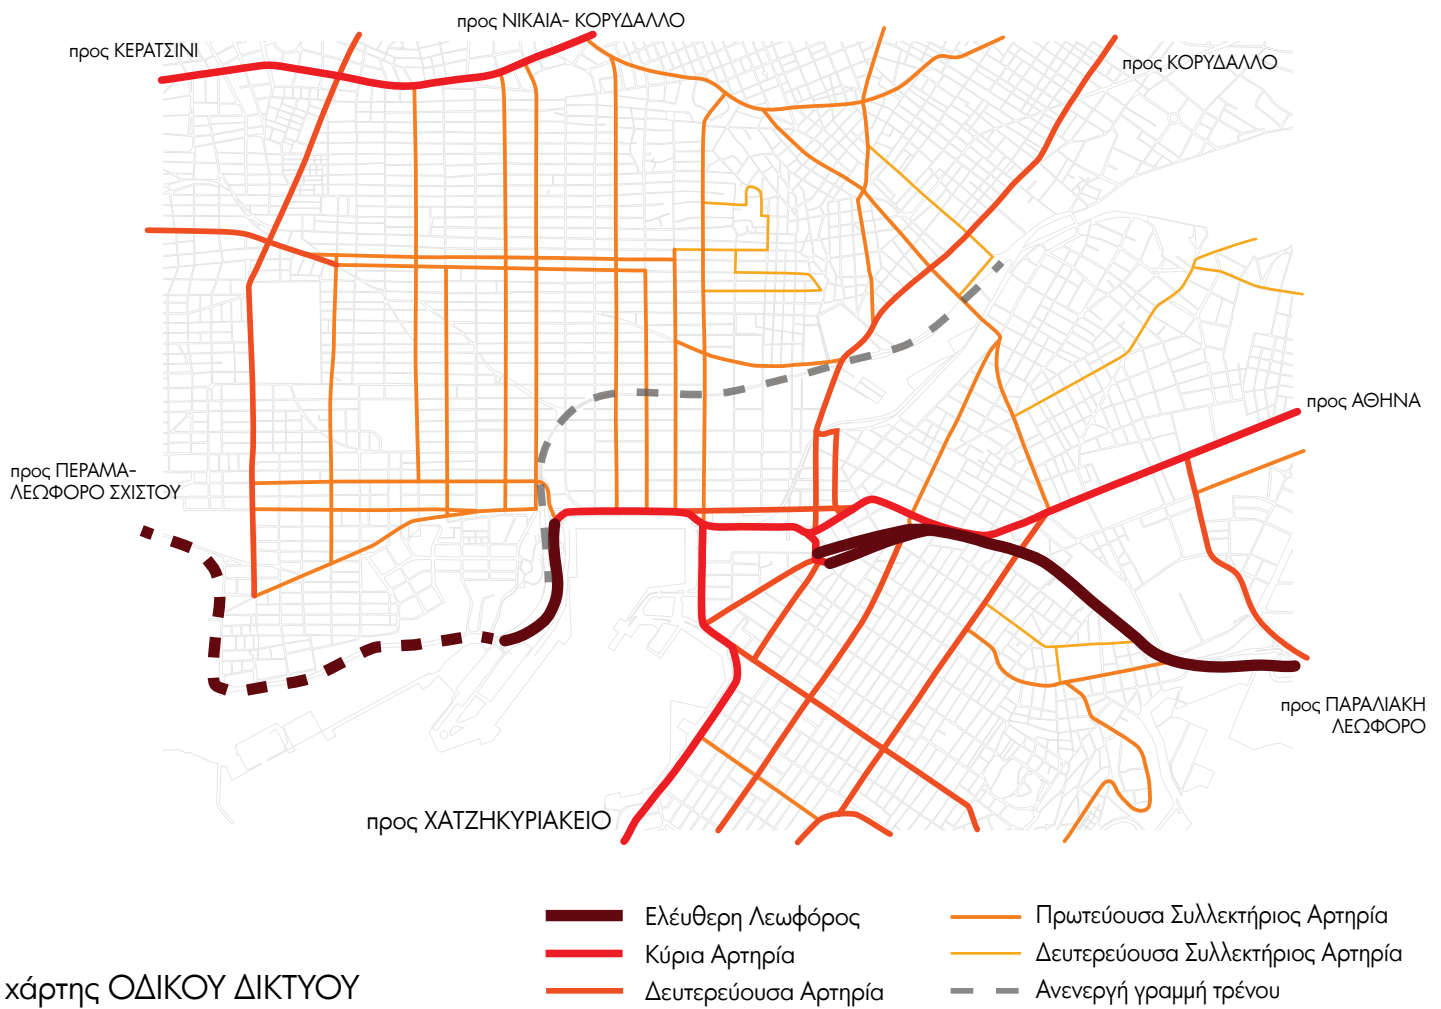 προς ΝΙΚΑΙΑ- ΚΟΡΥΔΑΛΛΟ
προς ΚΕΡΑΤΣΙΝΙ
προς ΚΟΡΥΔΑΛΛΟ
προς ΑΘΗΝΑ
προς ΠΕΡΑΜΑ-
ΛΕΩΦΟΡΟ ΣΧΙΣΤΟΥ
προς ΠΑΡΑΛΙΑΚΗ
ΛΕΩΦΟΡΟ
προς ΧΑΤΖΗΚΥΡΙΑΚΕΙΟ
Ελέυθερη Λεωφόρος
Κύρια Αρτηρία
Δευτερεύουσα Αρτηρία
Πρωτεύουσα Συλλεκτήριος Αρτηρία
Δευτερεύουσα Συλλεκτήριος Αρτηρία
Ανενεργή γραμμή τρένου
χάρτης ΟΔΙΚΟΥ ΔΙΚΤΥΟΥ